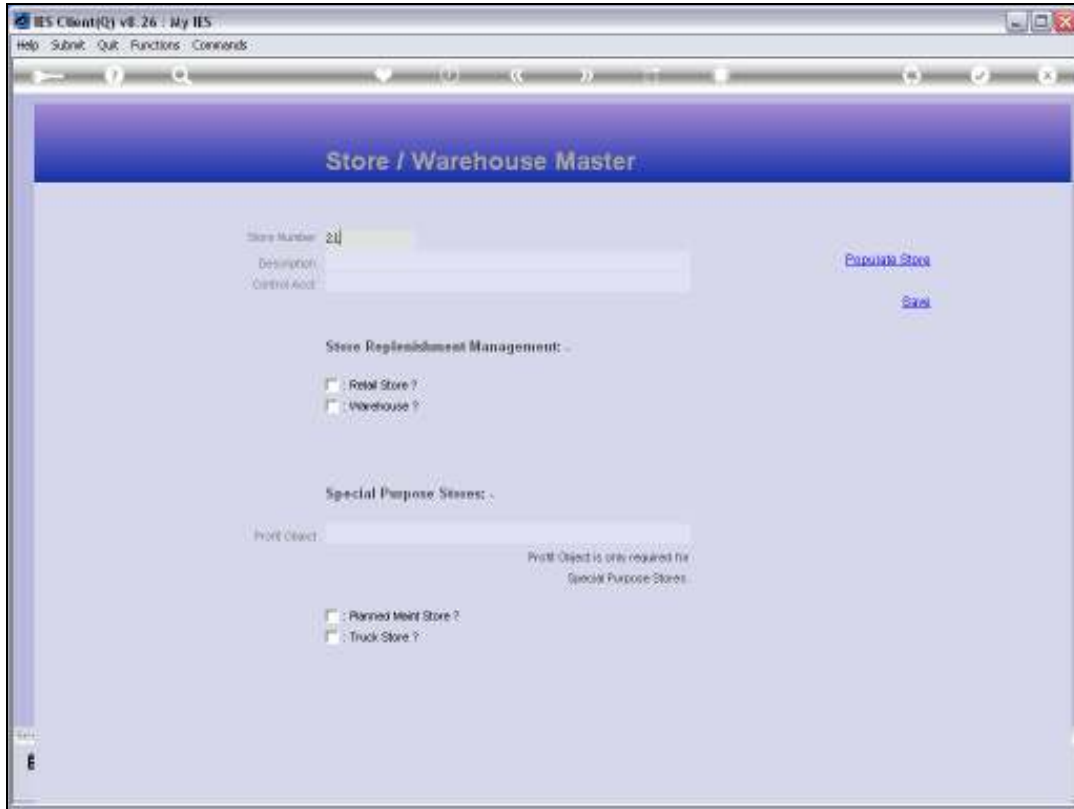 IES Client(Q) v8.26 : My IES
Help Submit Quit Functions Commands
Store / Warehouse Master
Store Number 21
Description
Control Acct
Populate Store
Save
Store Replenishment Management: -
: Retail Store ?
: Warehouse ?
Special Purpose Stores: -
Profit Object
Profit Object is only required for
Special Purpose Stores.
: Planned Maint Store ?
: Truck Store ?